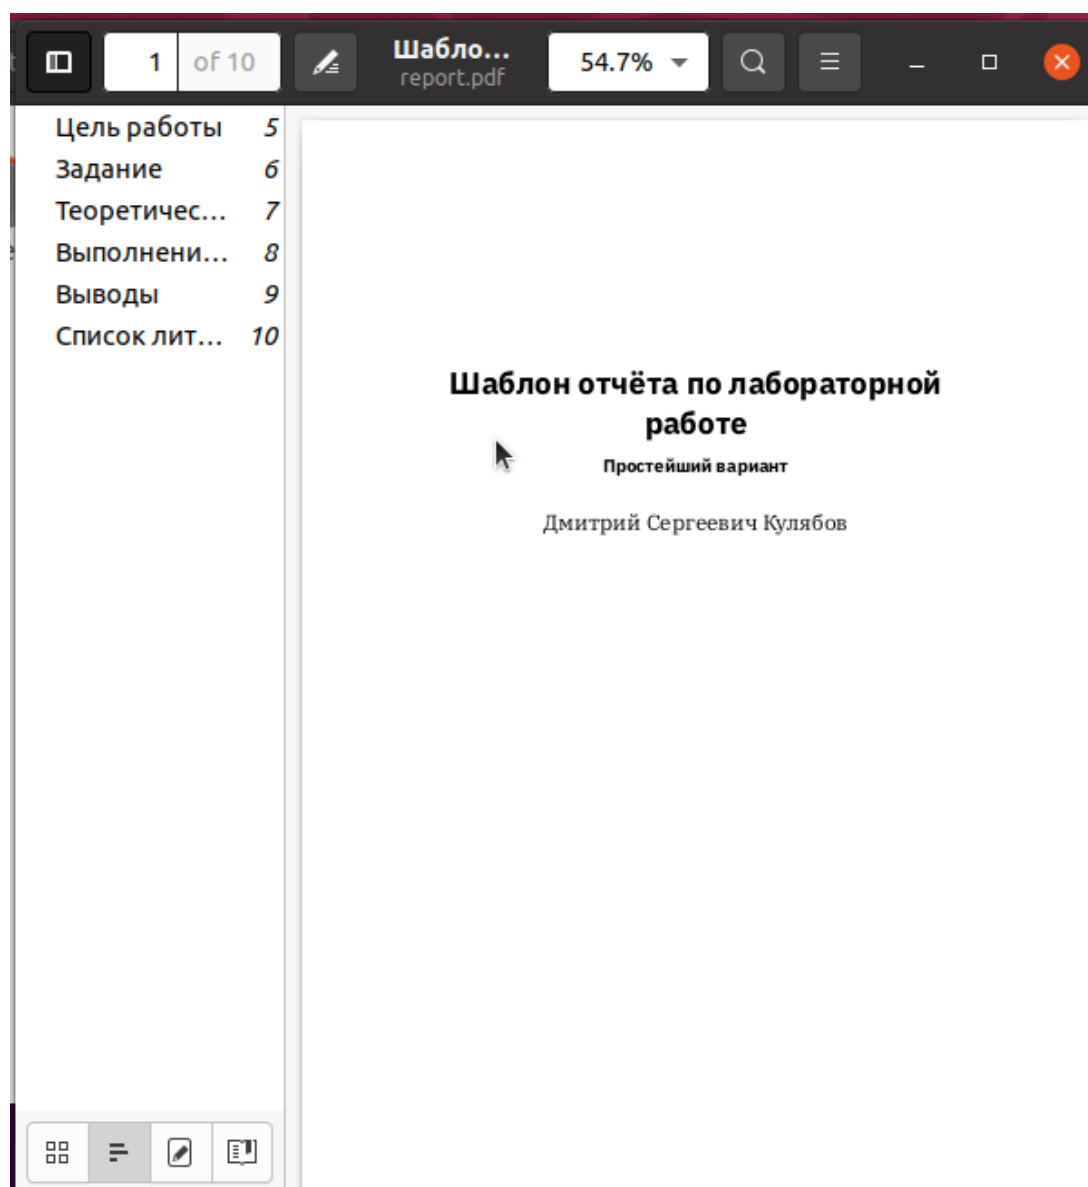 1 of 10
Шабло...
report.pdf
54.7%
Цель работы 5
Задание 6
Теоретичес... 7
Выполнени... 8
Выводы 9
Список лит... 10
Шаблон отчёта по лабораторной
работе
Простейший вариант
Дмитрий Сергеевич Кулябов